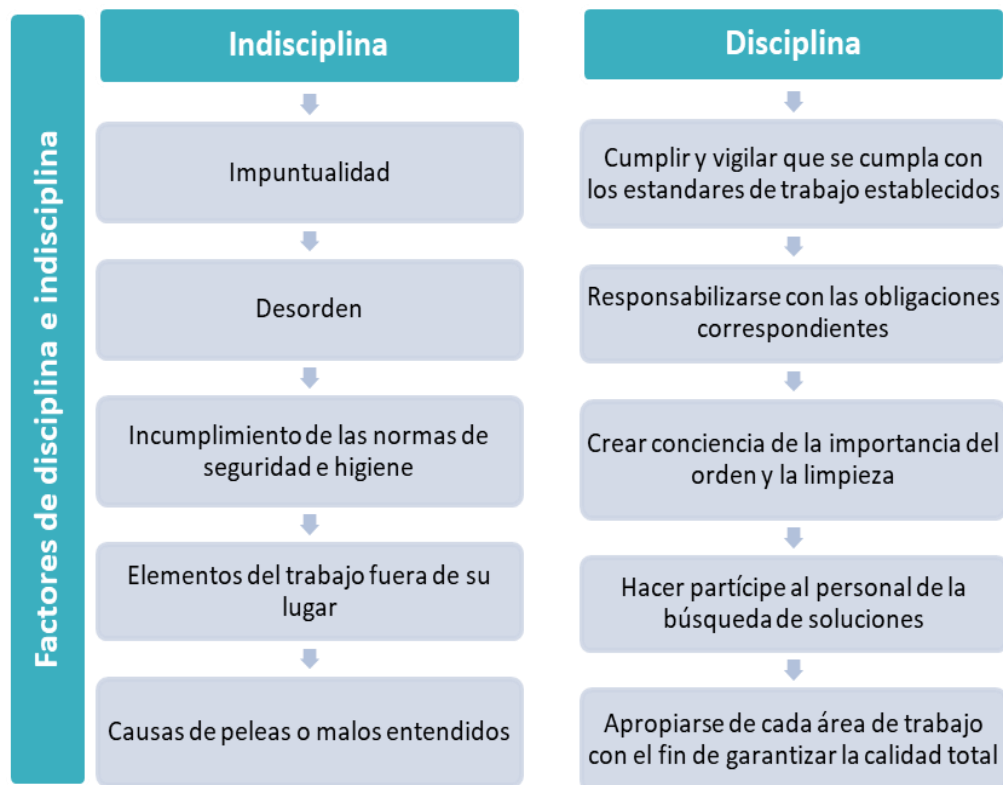 Factores de disciplina e indisciplina
Indisciplina
Impuntualidad
Desorden
Incumplimiento de las normas de
seguridad e higiene
Elementos del trabajo fuera de su
lugar
Causas de peleas o malos entendidos
Disciplina
Cumplir y vigilar que se cumpla con
los estandares de trabajo establecidos
Responsabilizarse con las obligaciones
correspondientes
Crear conciencia de la importancia del
orden y la limpieza
Hacer partícipe al personal de la
búsqueda de soluciones
Apropiarse de cada área de trabajo
con el fin de garantizar la calidad total